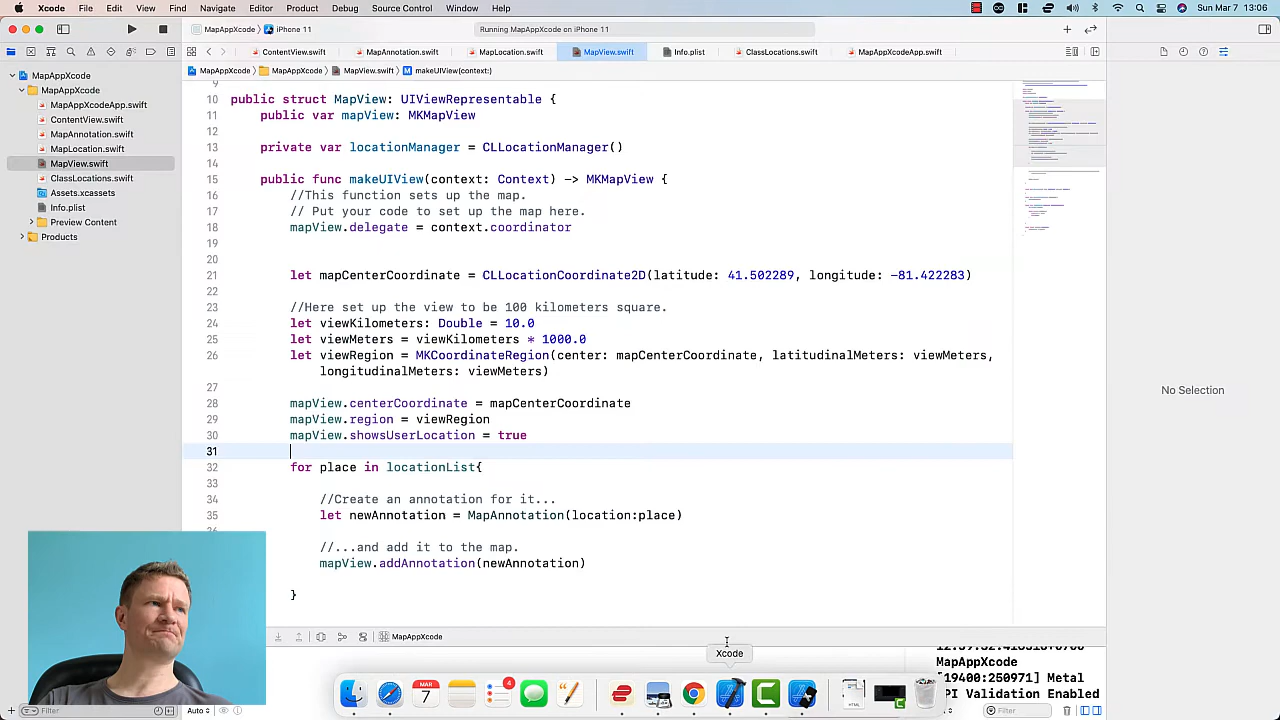 Xcode File Edit View Find Navigate Editor Product Debug Source Control Window Help Sun Mar 7 13:06
MapAppXcode iPhone 11 Running MapAppXcode on iPhone 11
ContentView.swift MapAnnotation.swift MapLocation.swift MapView.swift Info.plist ClassLocations.swift MapAppXcodeApp.swift
MapAppXcode MapAppXcode MapView.swift makeUIView(context:)
MapAppXcode
MapAppXcode
MapAppXcodeApp.swift
ContentView.swift
MapAnnotation.swift
MapLocation.swift
MapView.swift
ClassLocations.swift
Assets.xcassets
Info.plist
Preview Content
Products
9
10 public struct mapView: UIViewRepresentable {
11 public var mapView: MKMapView
12
13 private var locationManager = CLLocationManager()
14
15 public func makeUIView(context: Context) -> MKMapView {
16 //This function sets up the map.
17 // Put your code to set up the map here.
18 mapView.delegate = context.coordinator
19
20
21 let mapCenterCoordinate = CLLocationCoordinate2D(latitude: 41.502289, longitude: -81.422283)
22
23 //Here set up the view to be 100 kilometers square.
24 let viewKilometers: Double = 10.0
25 let viewMeters = viewKilometers * 1000.0
26 let viewRegion = MKCoordinateRegion(center: mapCenterCoordinate, latitudinalMeters: viewMeters,
longitudinalMeters: viewMeters)
27
28 mapView.centerCoordinate = mapCenterCoordinate
29 mapView.region = viewRegion
30 mapView.showsUserLocation = true
31
32 for place in locationList{
33
34 //Create an annotation for it...
35 let newAnnotation = MapAnnotation(location:place)
//...and add it to the map.
mapView.addAnnotation(newAnnotation)
}
No Selection
MapAppXcode
Xcode
MapAppXcode
[19400:250971] Metal
API Validation Enabled
MAR
7
4
HTML
Filter Auto Filter